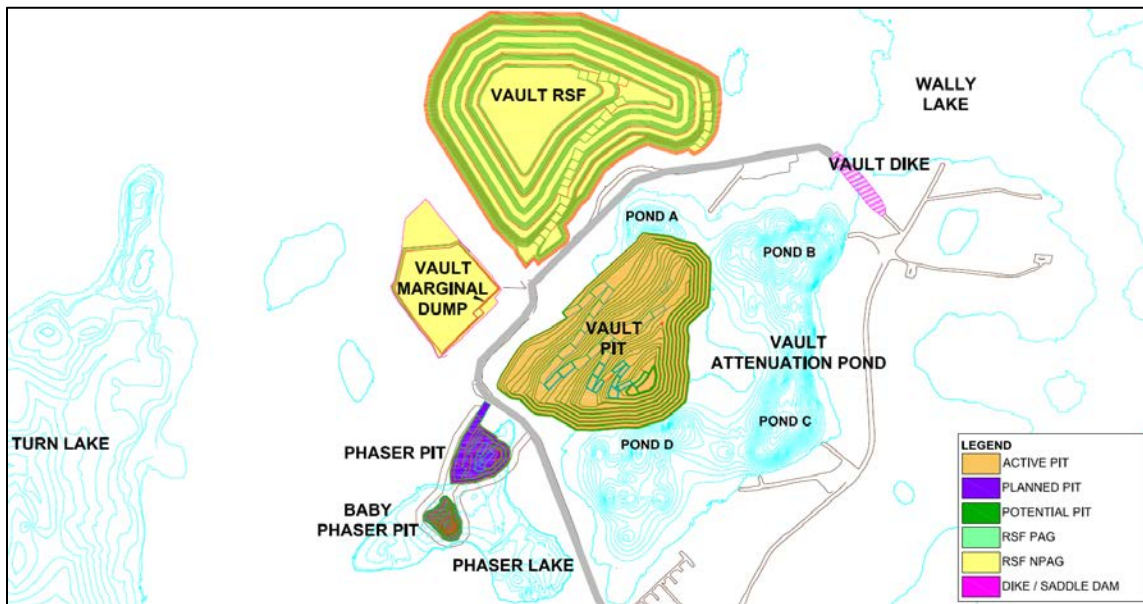 VAULT RSF
WALLY
LAKE
VAULT DIKE
POND A
POND B
VAULT
MARGINAL
DUMP
VAULT
PIT
VAULT
ATTENUATION POND
TURN LAKE
PHASER PIT
POND D
POND C
BABY
PHASER PIT
PHASER LAKE
LEGEND
ACTIVE PIT
PLANNED PIT
POTENTIAL PIT
RSF PAG
RSF NPAG
DIKE / SADDLE DAM